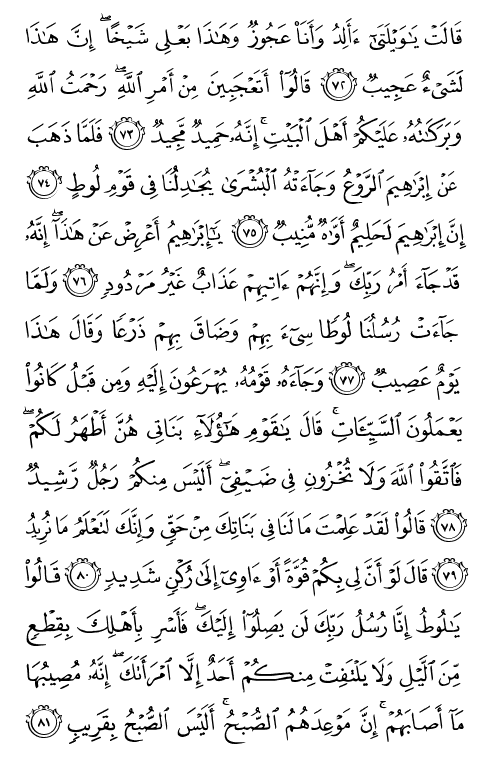 قَالَتْ يَٰوَيْلَتَىٰٓ ءَأَلِدُ وَأَنَا۠ عَجُوزٌ وَهَٰذَا بَعْلِى شَيْخًا ۖ إِنَّ هَٰذَا
لَشَىْءٌ عَجِيبٌ ٧٢ قَالُوٓا۟ أَتَعْجَبِينَ مِنْ أَمْرِ ٱللَّهِ ۖ رَحْمَتُ ٱللَّهِ
وَبَرَكَٰتُهُۥ عَلَيْكُمْ أَهْلَ ٱلْبَيْتِ ۚ إِنَّهُۥ حَمِيدٌ مَّجِيدٌ ٧٣ فَلَمَّا ذَهَبَ
عَنْ إِبْرَٰهِيمَ ٱلرَّوْعُ وَجَآءَتْهُ ٱلْبُشْرَىٰ يُجَٰدِلُنَا فِى قَوْمِ لُوطٍ ٧٤
إِنَّ إِبْرَٰهِيمَ لَحَلِيمٌ أَوَّٰهٌ مُّنِيبٌ ٧٥ يَٰٓإِبْرَٰهِيمُ أَعْرِضْ عَنْ هَٰذَآ ۖ إِنَّهُۥ
قَدْ جَآءَ أَمْرُ رَبِّكَ ۖ وَإِنَّهُمْ ءَاتِيهِمْ عَذَابٌ غَيْرُ مَرْدُودٍ ٧٦ وَلَمَّا
جَآءَتْ رُسُلُنَا لُوطًا سِىٓءَ بِهِمْ وَضَاقَ بِهِمْ ذَرْعًا وَقَالَ هَٰذَا
يَوْمٌ عَصِيبٌ ٧٧ وَجَآءَهُۥ قَوْمُهُۥ يُهْرَعُونَ إِلَيْهِ وَمِن قَبْلُ كَانُوا۟
يَعْمَلُونَ ٱلسَّيِّـَٔاتِ ۚ قَالَ يَٰقَوْمِ هَٰٓؤُلَآءِ بَنَاتِى هُنَّ أَطْهَرُ لَكُمْ ۖ
فَٱتَّقُوا۟ ٱللَّهَ وَلَا تُخْزُونِ فِى ضَيْفِىٓ ۖ أَلَيْسَ مِنكُمْ رَجُلٌ رَّشِيدٌ
٧٨ قَالُوا۟ لَقَدْ عَلِمْتَ مَا لَنَا فِى بَنَاتِكَ مِنْ حَقٍّ وَإِنَّكَ لَتَعْلَمُ مَا نُرِيدُ
٧٩ قَالَ لَوْ أَنَّ لِى بِكُمْ قُوَّةً أَوْ ءَاوِىٓ إِلَىٰ رُكْنٍ شَدِيدٍ ٨٠ قَالُوا۟
يَٰلُوطُ إِنَّا رُسُلُ رَبِّكَ لَن يَصِلُوٓا۟ إِلَيْكَ ۖ فَأَسْرِ بِأَهْلِكَ بِقِطْعٍ
مِّنَ ٱلَّيْلِ وَلَا يَلْتَفِتْ مِنكُمْ أَحَدٌ إِلَّا ٱمْرَأَتَكَ ۖ إِنَّهُۥ مُصِيبُهَا
مَآ أَصَابَهُمْ ۚ إِنَّ مَوْعِدَهُمُ ٱلصُّبْحُ ۚ أَلَيْسَ ٱلصُّبْحُ بِقَرِيبٍ ٨١